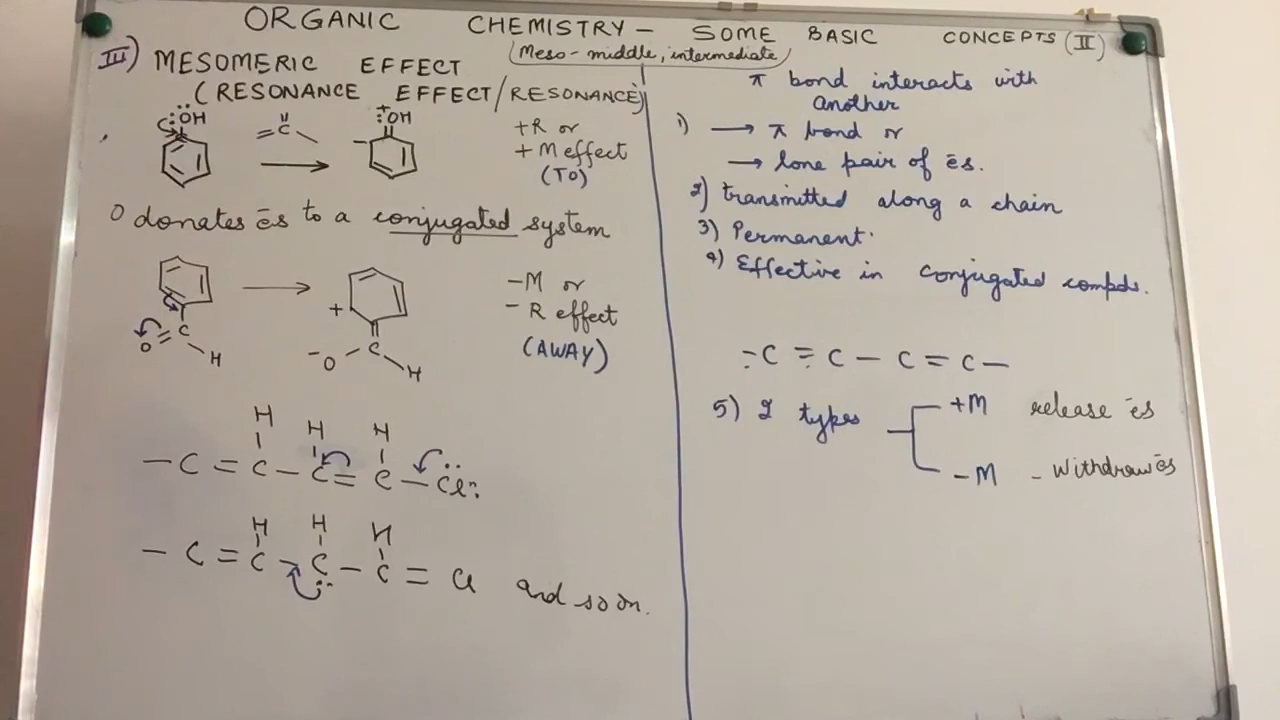 ORGANIC CHEMISTRY – SOME BASIC CONCEPTS (II)
III) MESOMERIC EFFECT
(Meso - middle, intermediate)
(RESONANCE EFFECT/RESONANCE)
:OH
C
+
:OH
−
+R or
+M effect
(TO)
O donates ēs to a conjugated system
C
O
H
+
−O
C
H
−M or
− R effect
(AWAY)
H H H
− C = C − C = C − Cl:
H H H
− C = C − C − C = Cl and so on.
π bond interacts with
another
1) → π bond or
→ lone pair of ēs.
2) transmitted along a chain
3) Permanent.
4) Effective in conjugated compds.
− C = C − C = C −
5) 2 types
+M release ēs
−M – withdraw ēs